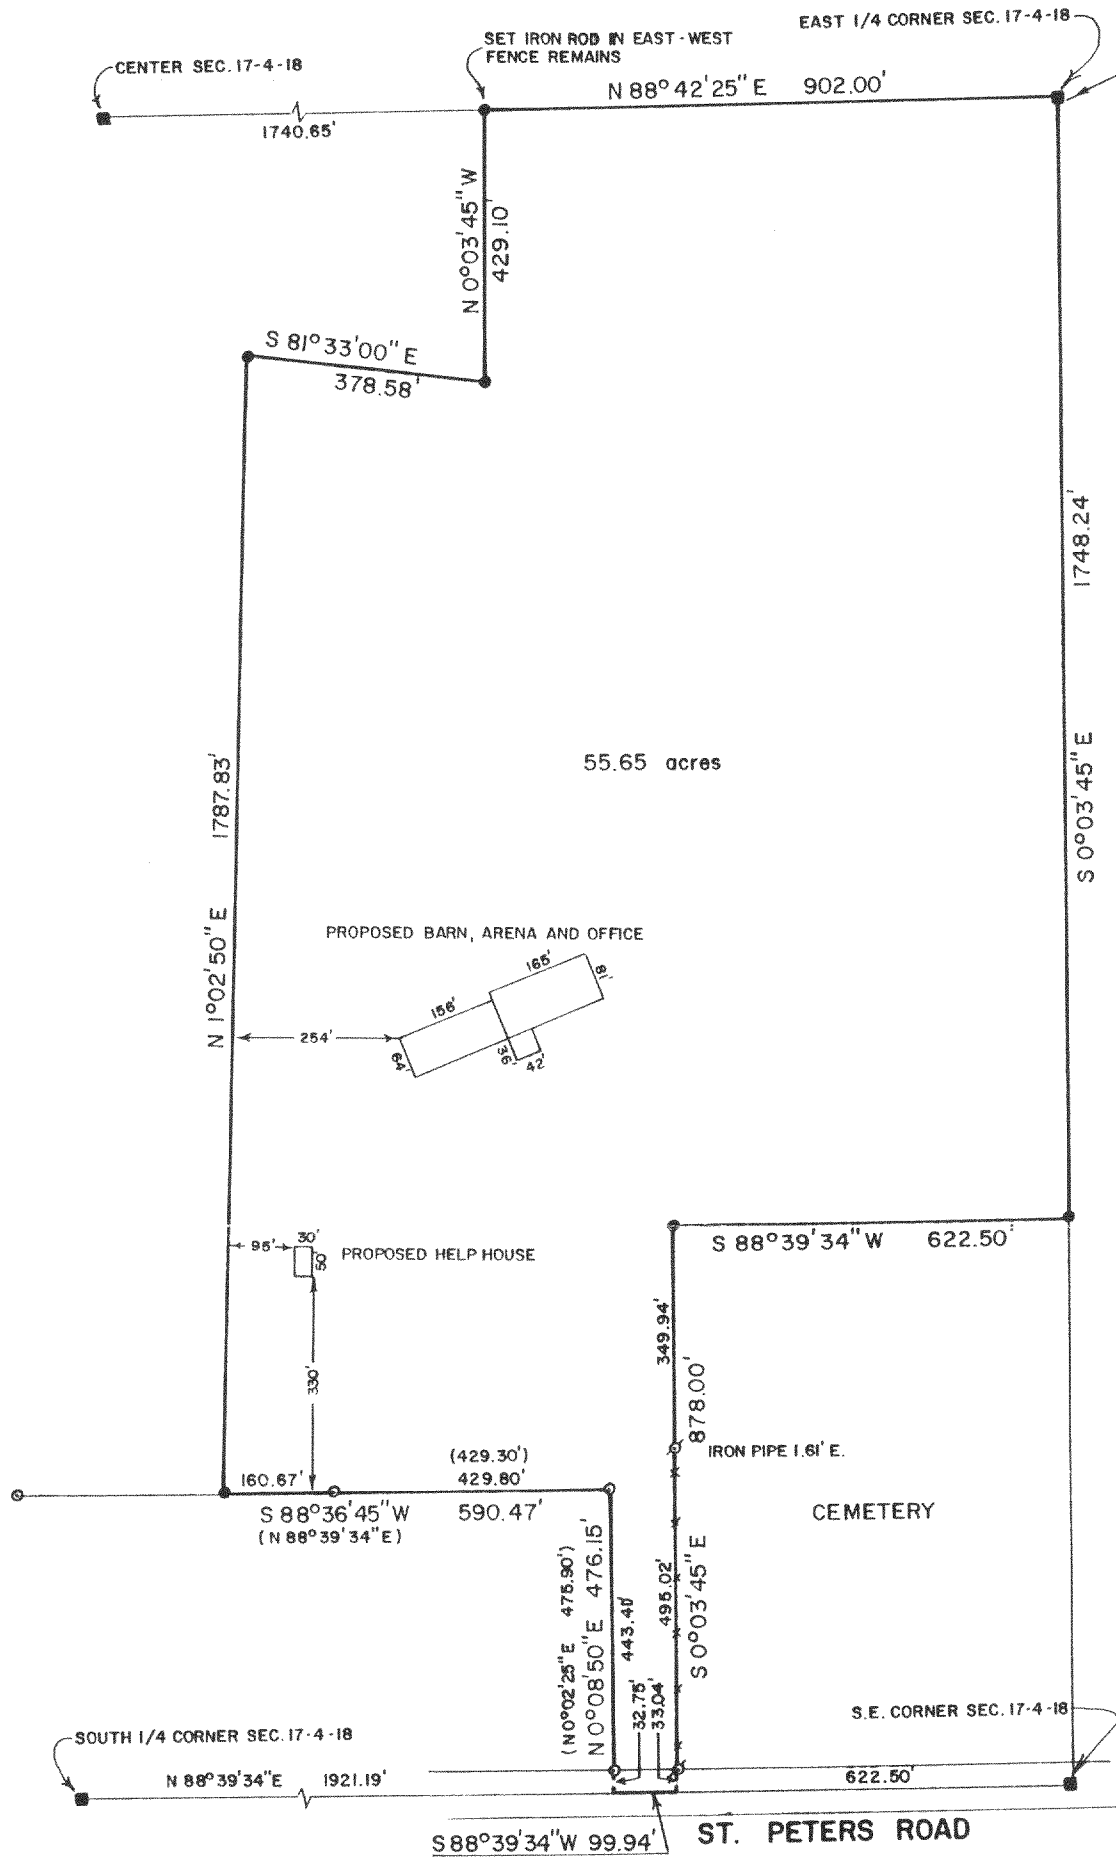 EAST 1/4 CORNER SEC. 17-4-18
SET IRON ROD IN EAST-WEST
FENCE REMAINS
CENTER SEC. 17-4-18
N 88° 42' 25" E 902.00'
1740.65'
N 0° 03' 45" W
429.10'
S 81° 33' 00" E
378.58'
1748.24'
S 0° 03' 45" E
55.65 acres
N 1° 02' 50" E 1787.83'
PROPOSED BARN, ARENA AND OFFICE
165'
81'
156'
64'
36'
42'
254'
95'
30'
50'
PROPOSED HELP HOUSE
330'
S 88° 39' 34" W 622.50'
349.94'
878.00'
IRON PIPE 1.61' E.
(429.30')
160.67'
429.80'
S 88° 36' 45" W 590.47'
(N 88° 39' 34" E)
CEMETERY
(N 0° 02' 25" E 475.90')
N 0° 08' 50" E 476.15'
443.40'
495.02'
S 0° 03' 45" E
32.75'
33.04'
S.E. CORNER SEC. 17-4-18
SOUTH 1/4 CORNER SEC. 17-4-18
N 88° 39' 34" E 1921.19'
622.50'
S 88° 39' 34" W 99.94'
ST. PETERS ROAD